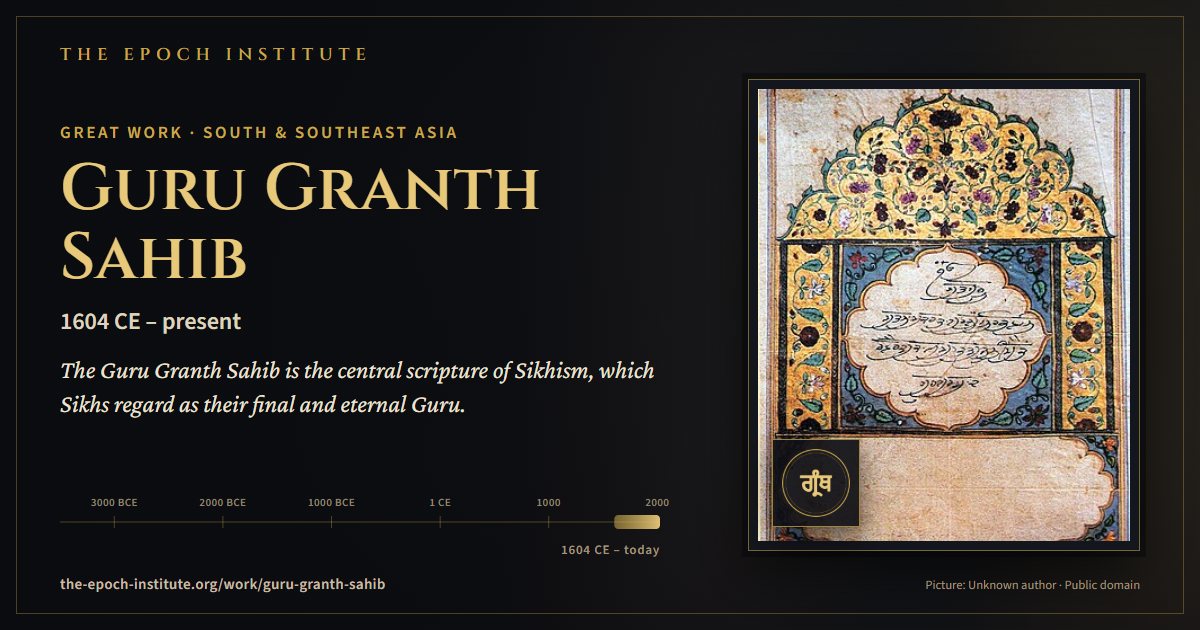 THE EPOCH INSTITUTE
GREAT WORK · SOUTH & SOUTHEAST ASIA
GURU GRANTH
SAHIB
1604 CE – present
The Guru Granth Sahib is the central scripture of Sikhism, which
Sikhs regard as their final and eternal Guru.
3000 BCE 2000 BCE 1000 BCE 1 CE 1000 2000
1604 CE – today
the-epoch-institute.org/work/guru-granth-sahib
ਗ੍ਰੰਥ
Picture: Unknown author · Public domain